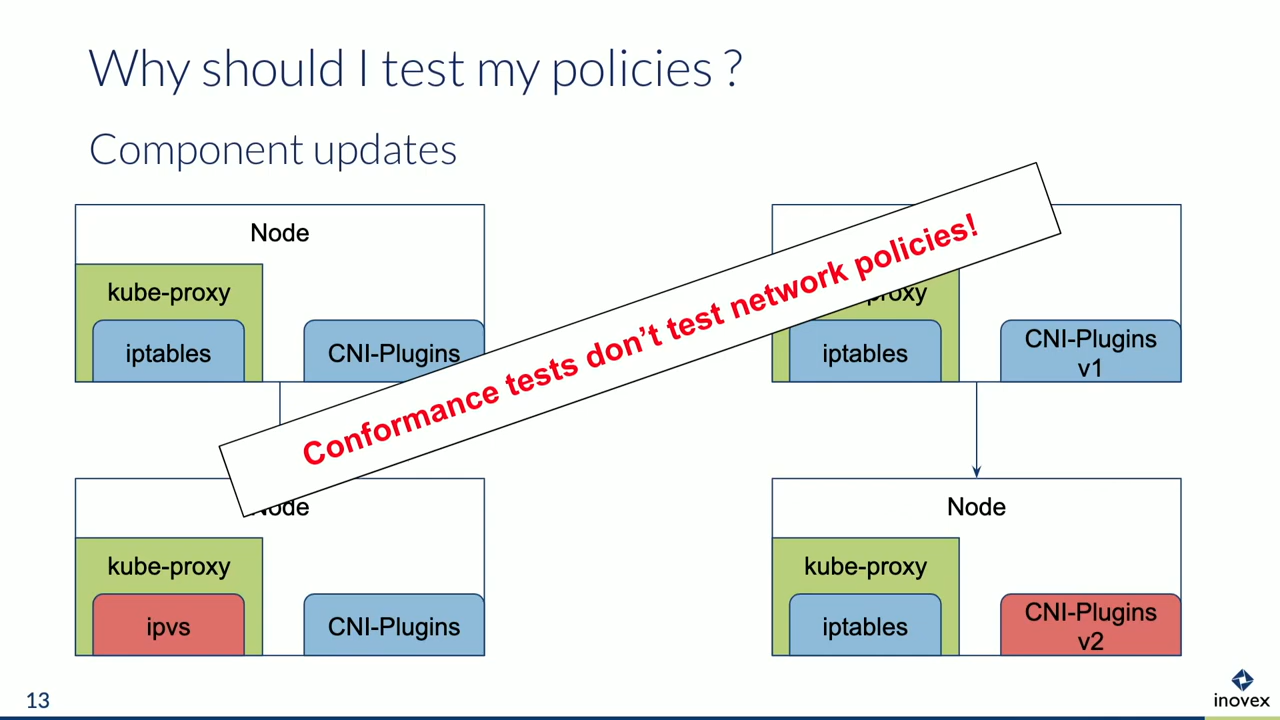 Why should I test my policies ?
Component updates
Node
kube-proxy
iptables
CNI-Plugins
Conformance tests don't test network policies!
proxy
iptables
CNI-Plugins
v1
Node
kube-proxy
ipvs
CNI-Plugins
Node
kube-proxy
iptables
CNI-Plugins
v2
13
inovex